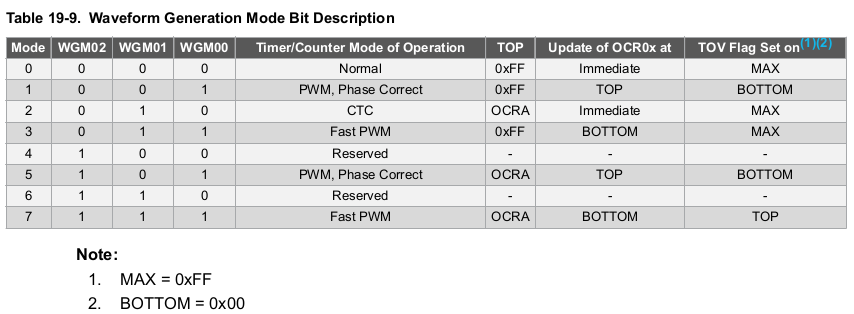 Table 19-9. Waveform Generation Mode Bit Description
Mode WGM02 WGM01 WGM00 Timer/Counter Mode of Operation TOP Update of OCR0x at TOV Flag Set on(1)(2)
0 0 0 0 Normal 0xFF Immediate MAX
1 0 0 1 PWM, Phase Correct 0xFF TOP BOTTOM
2 0 1 0 CTC OCRA Immediate MAX
3 0 1 1 Fast PWM 0xFF BOTTOM MAX
4 1 0 0 Reserved - - -
5 1 0 1 PWM, Phase Correct OCRA TOP BOTTOM
6 1 1 0 Reserved - - -
7 1 1 1 Fast PWM OCRA BOTTOM TOP
Note:
1. MAX = 0xFF
2. BOTTOM = 0x00